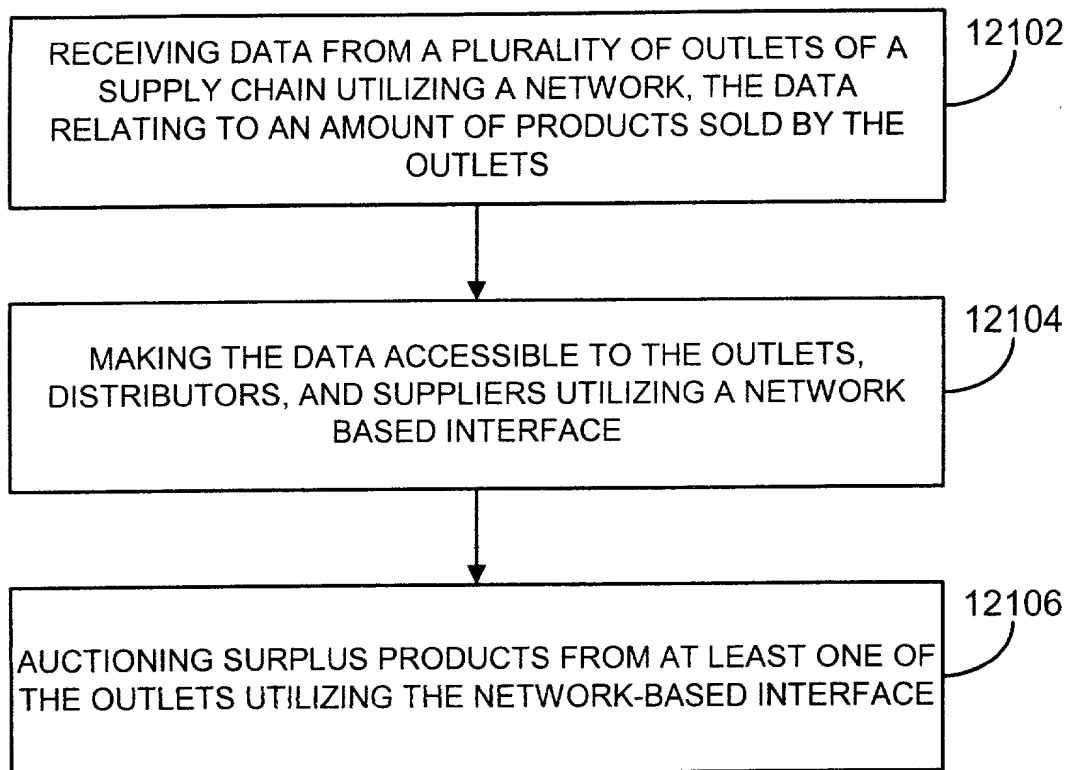 RECEIVING DATA FROM A PLURALITY OF OUTLETS OF A
SUPPLY CHAIN UTILIZING A NETWORK, THE DATA
RELATING TO AN AMOUNT OF PRODUCTS SOLD BY THE
OUTLETS
12102
MAKING THE DATA ACCESSIBLE TO THE OUTLETS,
DISTRIBUTORS, AND SUPPLIERS UTILIZING A NETWORK
BASED INTERFACE
12104
AUCTIONING SURPLUS PRODUCTS FROM AT LEAST ONE OF
THE OUTLETS UTILIZING THE NETWORK-BASED INTERFACE
12106